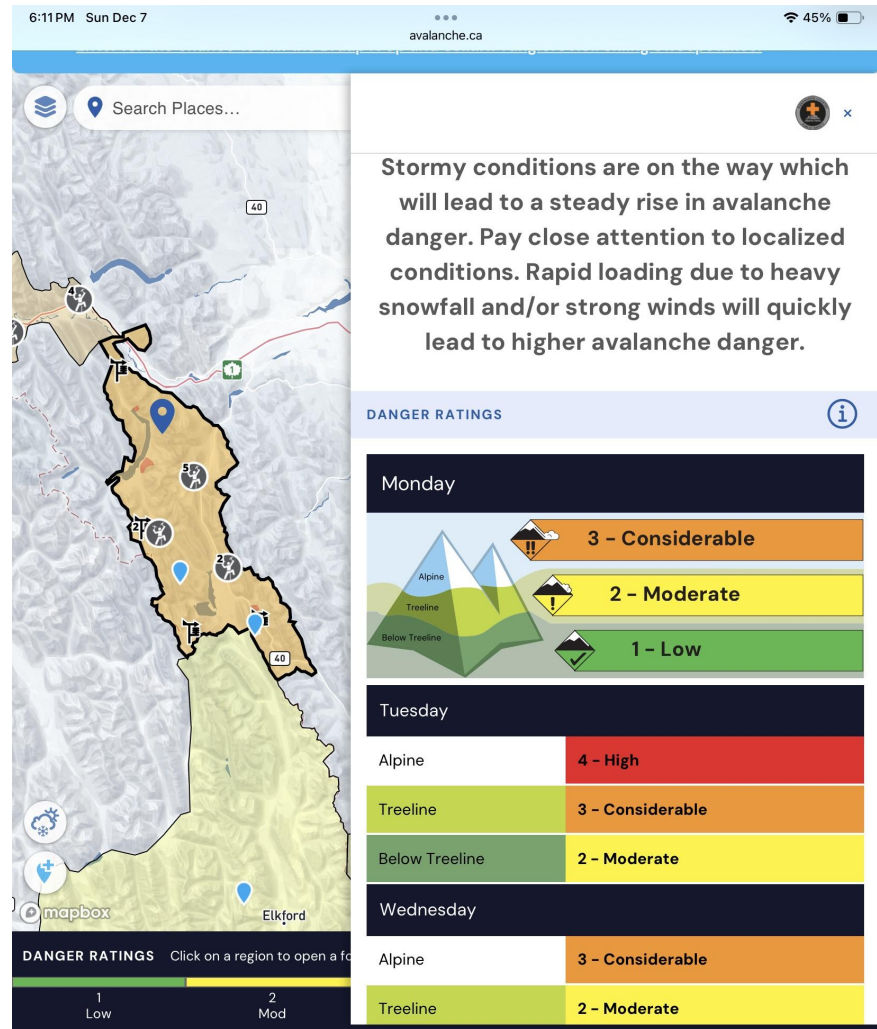 6:11 PM Sun Dec 7
45%
avalanche.ca
Search Places...
40
4
1
5
2
2
40
Elkford
mapbox
DANGER RATINGS Click on a region to open a fo
1
Low
2
Mod
Stormy conditions are on the way which
will lead to a steady rise in avalanche
danger. Pay close attention to localized
conditions. Rapid loading due to heavy
snowfall and/or strong winds will quickly
lead to higher avalanche danger.
DANGER RATINGS
i
Monday
Alpine
3 – Considerable
Treeline
2 – Moderate
Below Treeline
1 – Low
Tuesday
Alpine
4 – High
Treeline
3 – Considerable
Below Treeline
2 – Moderate
Wednesday
Alpine
3 – Considerable
Treeline
2 – Moderate